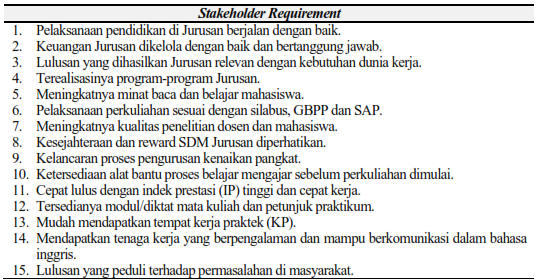 Stakeholder Requirement
1. Pelaksanaan pendidikan di Jurusan berjalan dengan baik.
2. Keuangan Jurusan dikelola dengan baik dan bertanggung jawab.
3. Lulusan yang dihasilkan Jurusan relevan dengan kebutuhan dunia kerja.
4. Terealisasinya program-program Jurusan.
5. Meningkatnya minat baca dan belajar mahasiswa.
6. Pelaksanaan perkuliahan sesuai dengan silabus, GBPP dan SAP.
7. Meningkatnya kualitas penelitian dosen dan mahasiswa.
8. Kesejahteraan dan reward SDM Jurusan diperhatikan.
9. Kelancaran proses pengurusan kenaikan pangkat.
10. Ketersediaan alat bantu proses belajar mengajar sebelum perkuliahan dimulai.
11. Cepat lulus dengan indek prestasi (IP) tinggi dan cepat kerja.
12. Tersedianya modul/diktat mata kuliah dan petunjuk praktikum.
13. Mudah mendapatkan tempat kerja praktek (KP).
14. Mendapatkan tenaga kerja yang berpengalaman dan mampu berkomunikasi dalam bahasa
inggris.
15. Lulusan yang peduli terhadap permasalahan di masyarakat.